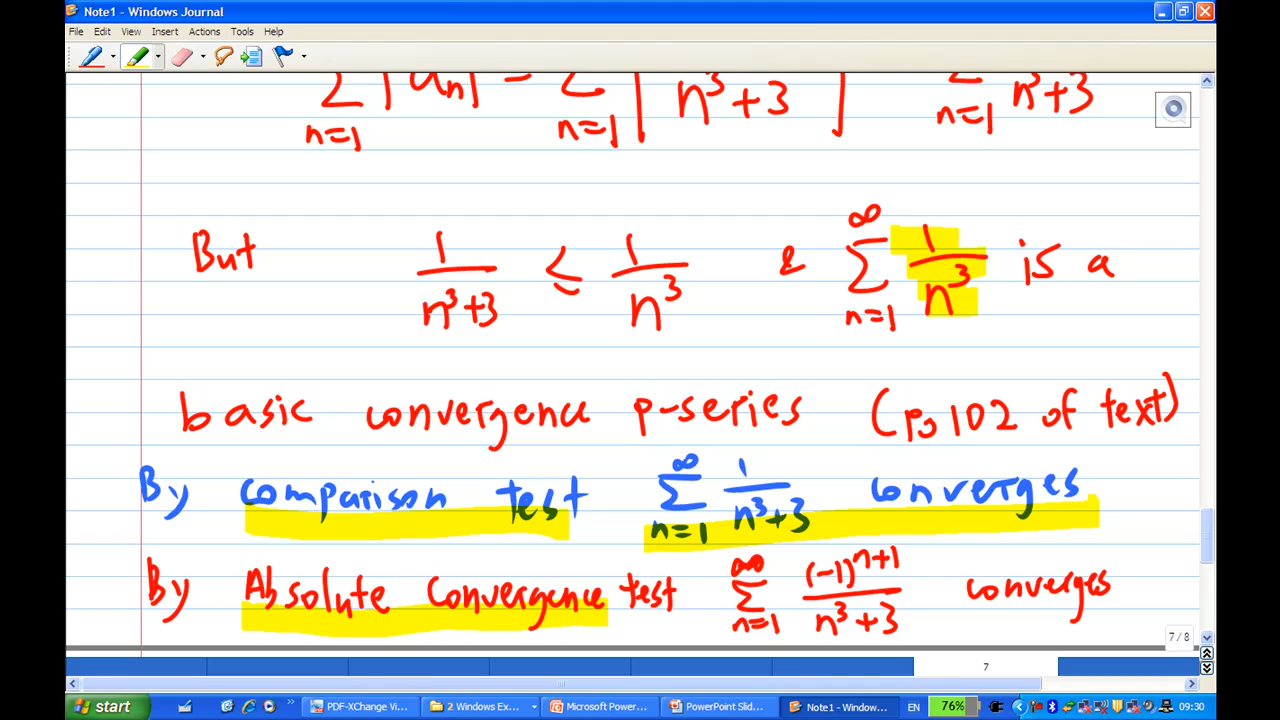 Note1 - Windows Journal
File Edit View Insert Actions Tools Help
∑ n=1 |an| = ∑ n=1 | n³+3 | ∑ n=1 n³+3
But 1/(n³+3) ≤ 1/n³ & ∑ n=1 ∞ 1/n³ is a
basic convergence p-series (p.102 of text)
By comparison test ∑ n=1 ∞ 1/(n³+3) converges
By Absolute Convergence test ∑ n=1 ∞ (-1)ⁿ⁺¹/(n³+3) converges
7 / 8
7
start PDF-XChange Vi... 2 Windows Ex... Microsoft Power... PowerPoint Slid... Note1 - Windows ... EN 76% 09:30